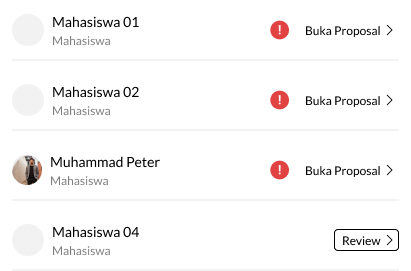 Mahasiswa 01
Mahasiswa
! Buka Proposal
Mahasiswa 02
Mahasiswa
! Buka Proposal
Muhammad Peter
Mahasiswa
! Buka Proposal
Mahasiswa 04
Mahasiswa
Review